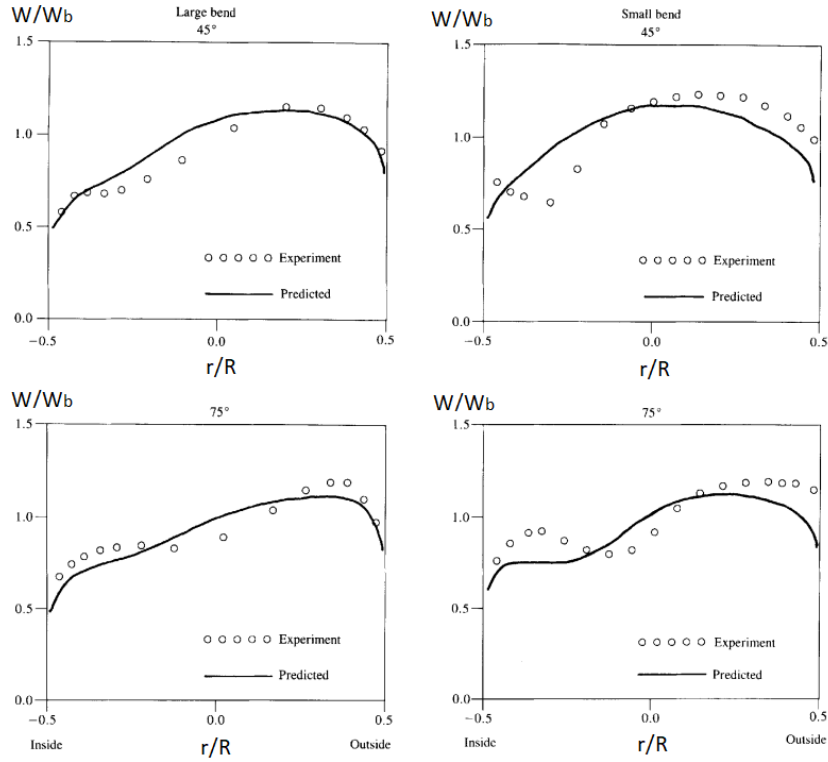 Large bend
45°
W/Wb
1.5
1.0
0.5
0.0
Experiment
Predicted
−0.5
0.0
0.5
r/R
Small bend
45°
W/Wb
1.5
1.0
0.5
0.0
Experiment
Predicted
−0.5
0.0
0.5
r/R
75°
W/Wb
1.5
1.0
0.5
0.0
Experiment
Predicted
−0.5
0.0
0.5
Inside
r/R
Outside
75°
W/Wb
1.5
1.0
0.5
0.0
Experiment
Predicted
−0.5
0.0
0.5
Inside
r/R
Outside